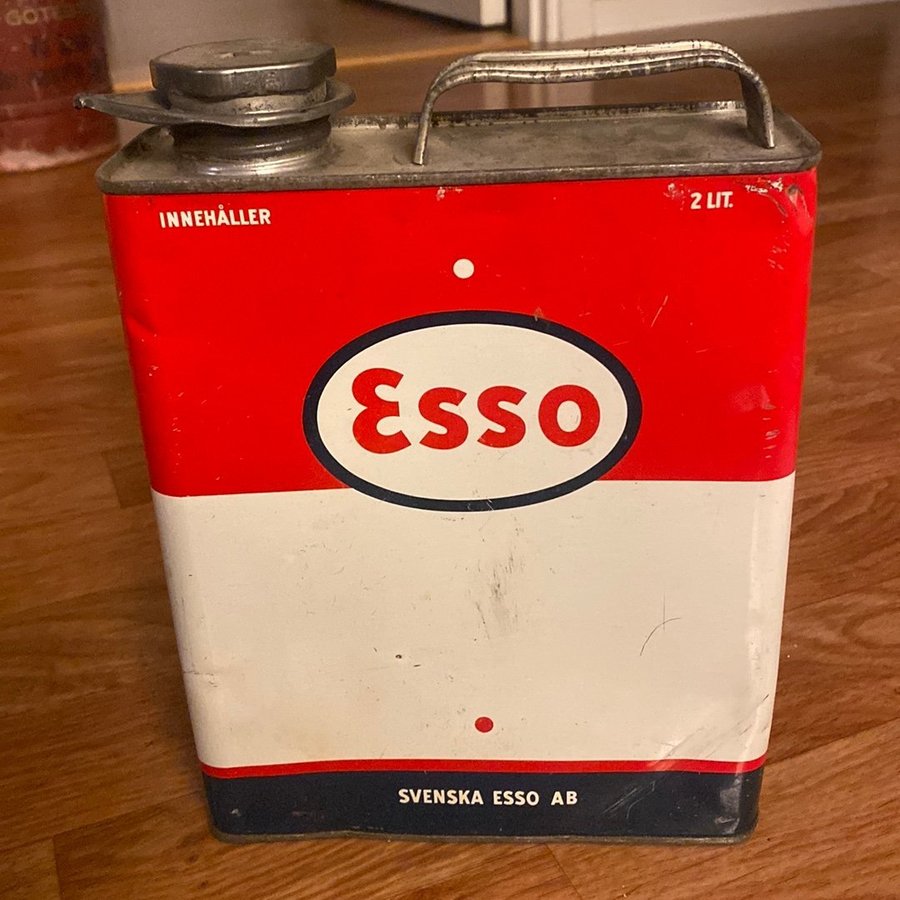 INNEHÅLLER
2 LIT.
Esso
SVENSKA ESSO AB